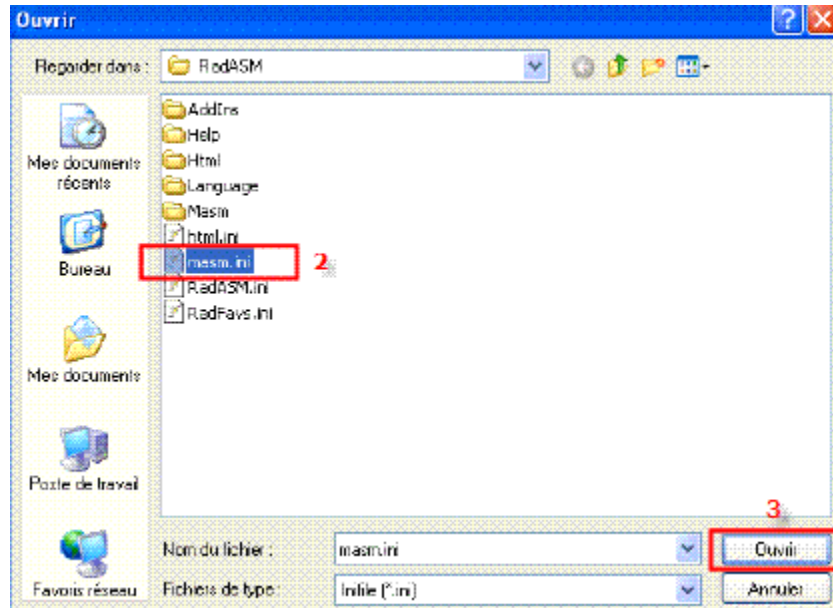 Ouvrir
Regarder dans :
RadASM
Mes documents
récents
Bureau
Mes documents
Poste de travail
Favoris réseau
AddIns
Help
Html
Language
Masm
html.ini
masm.ini
2
RadASM.ini
RadFavs.ini
3
Nom du fichier :
masm.ini
Ouvrir
Fichiers de type :
Inifile (*.ini)
Annuler